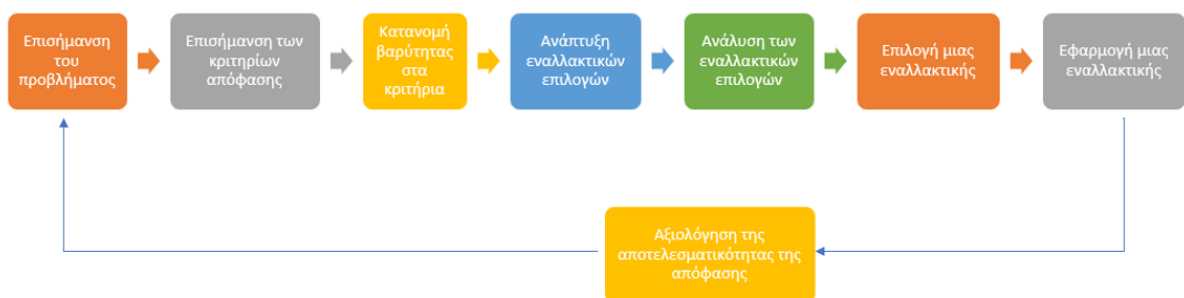 Επισήμανση
του
προβλήματος
Επισήμανση των
κριτηρίων
απόφασης
Κατανομή
βαρύτητας
στα
κριτήρια
Ανάπτυξη
εναλλακτικών
επιλογών
Ανάλυση των
εναλλακτικών
επιλογών
Επιλογή μιας
εναλλακτικής
Εφαρμογή μιας
εναλλακτικής
Αξιολόγηση της
αποτελεσματικότητας της
απόφασης